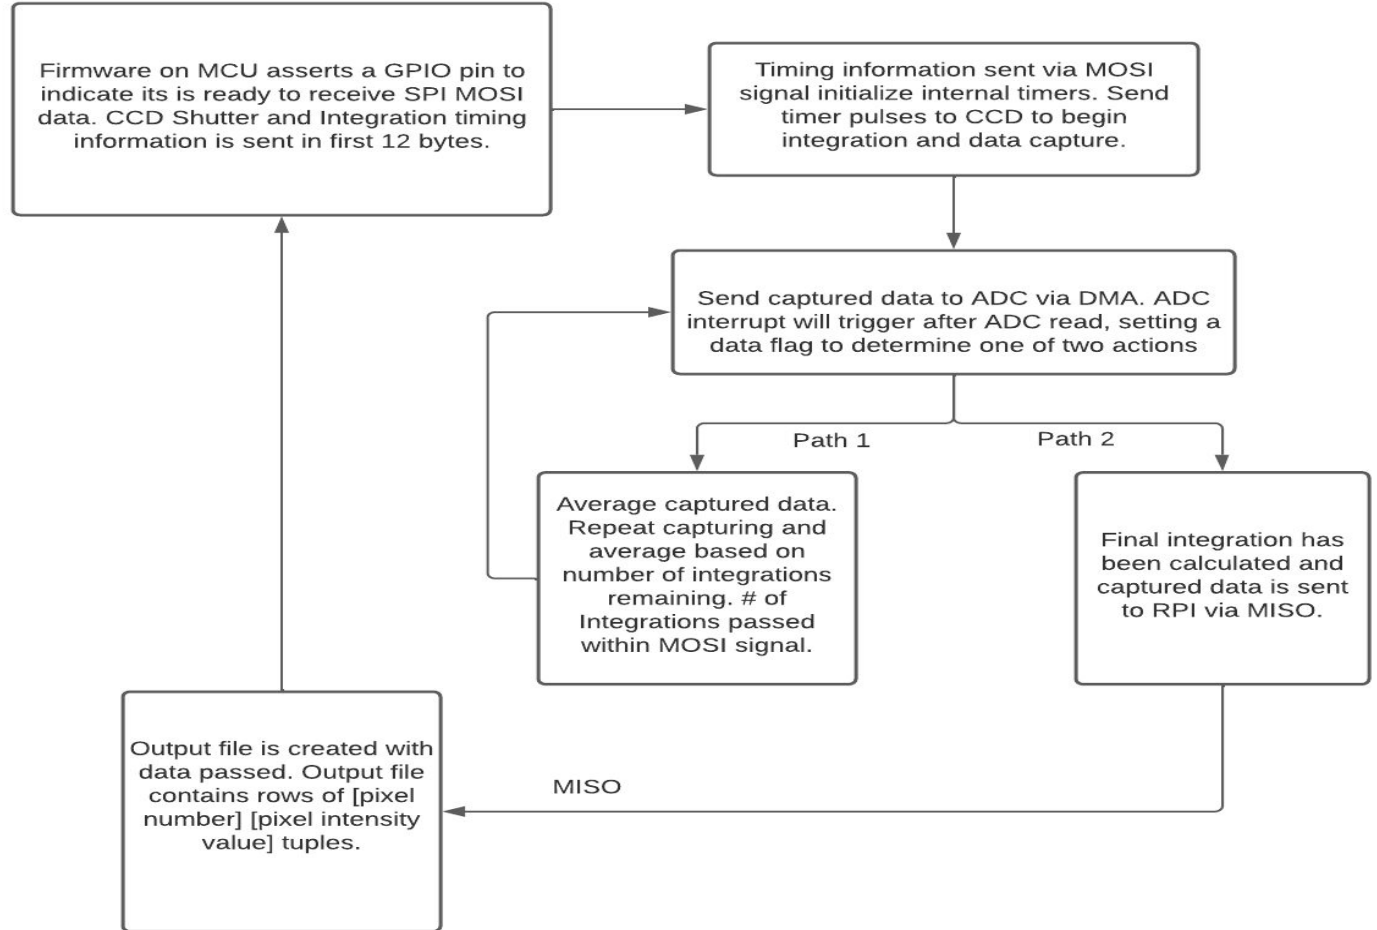 Firmware on MCU asserts a GPIO pin to
indicate its is ready to receive SPI MOSI
data. CCD Shutter and Integration timing
information is sent in first 12 bytes.
Timing information sent via MOSI
signal initialize internal timers. Send
timer pulses to CCD to begin
integration and data capture.
Send captured data to ADC via DMA. ADC
interrupt will trigger after ADC read, setting a
data flag to determine one of two actions
Path 1
Path 2
Average captured data.
Repeat capturing and
average based on
number of integrations
remaining. # of
Integrations passed
within MOSI signal.
Final integration has
been calculated and
captured data is sent
to RPI via MISO.
MISO
Output file is created with
data passed. Output file
contains rows of [pixel
number] [pixel intensity
value] tuples.